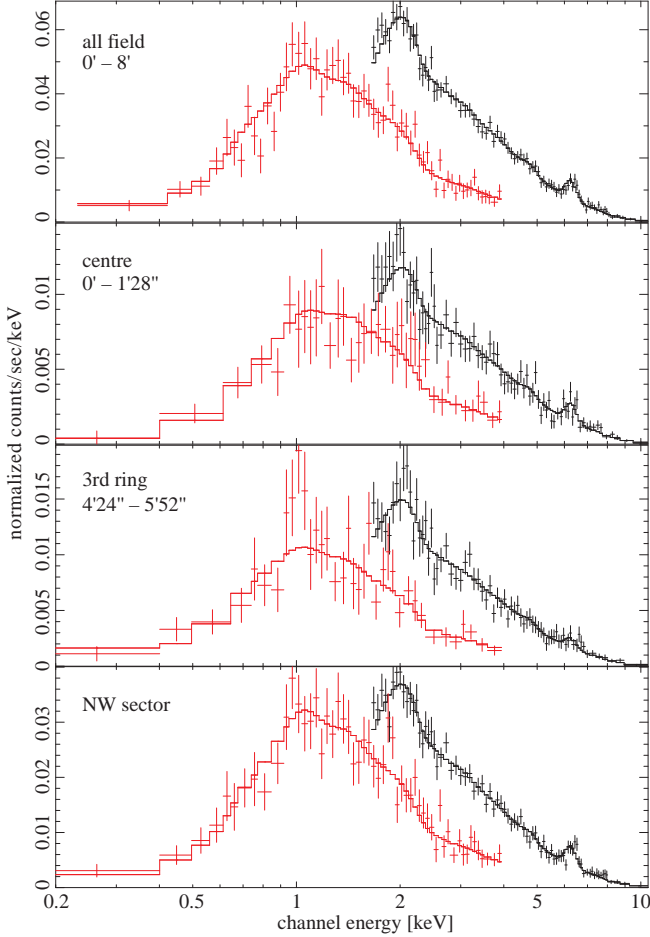 all field
0' – 8'
0.06
0.04
0.02
0
centre
0' – 1'28"
0.01
0.005
0
3rd ring
4'24" – 5'52"
0.015
0.01
0.005
0
NW sector
0.03
0.02
0.01
0
normalized counts/sec/keV
0.2 0.5 1 2 5 10
channel energy [keV]